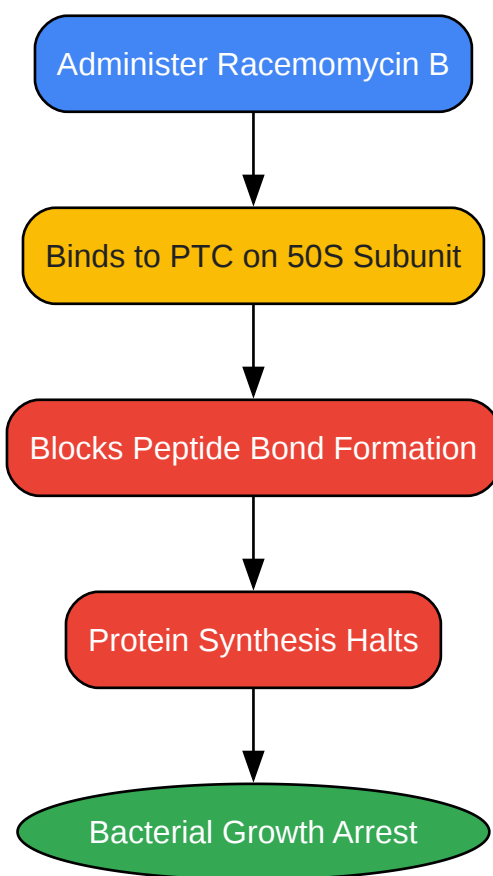 Administer Racemomycin B
Binds to PTC on 50S Subunit
Blocks Peptide Bond Formation
Protein Synthesis Halts
Bacterial Growth Arrest